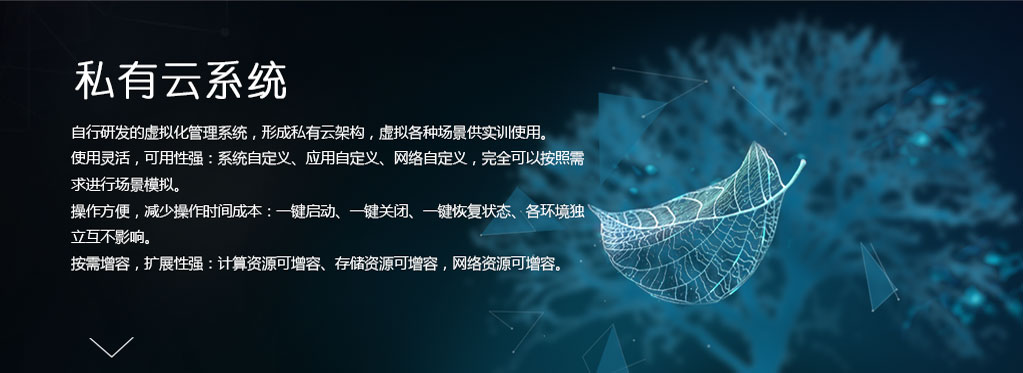 私有云系统
自行研发的虚拟化管理系统，形成私有云架构，虚拟各种场景供实训使用。
使用灵活，可用性强：系统自定义、应用自定义、网络自定义，完全可以按照需
求进行场景模拟。
操作方便，减少操作时间成本：一键启动、一键关闭、一键恢复状态、各环境独
立互不影响。
按需增容，扩展性强：计算资源可增容、存储资源可增容，网络资源可增容。